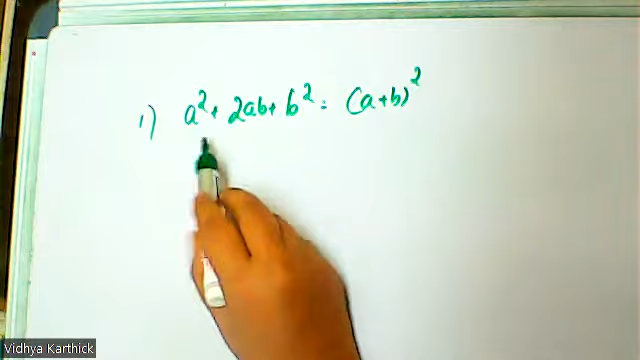 1) a² + 2ab + b² = (a+b)²
Vidhya Karthick